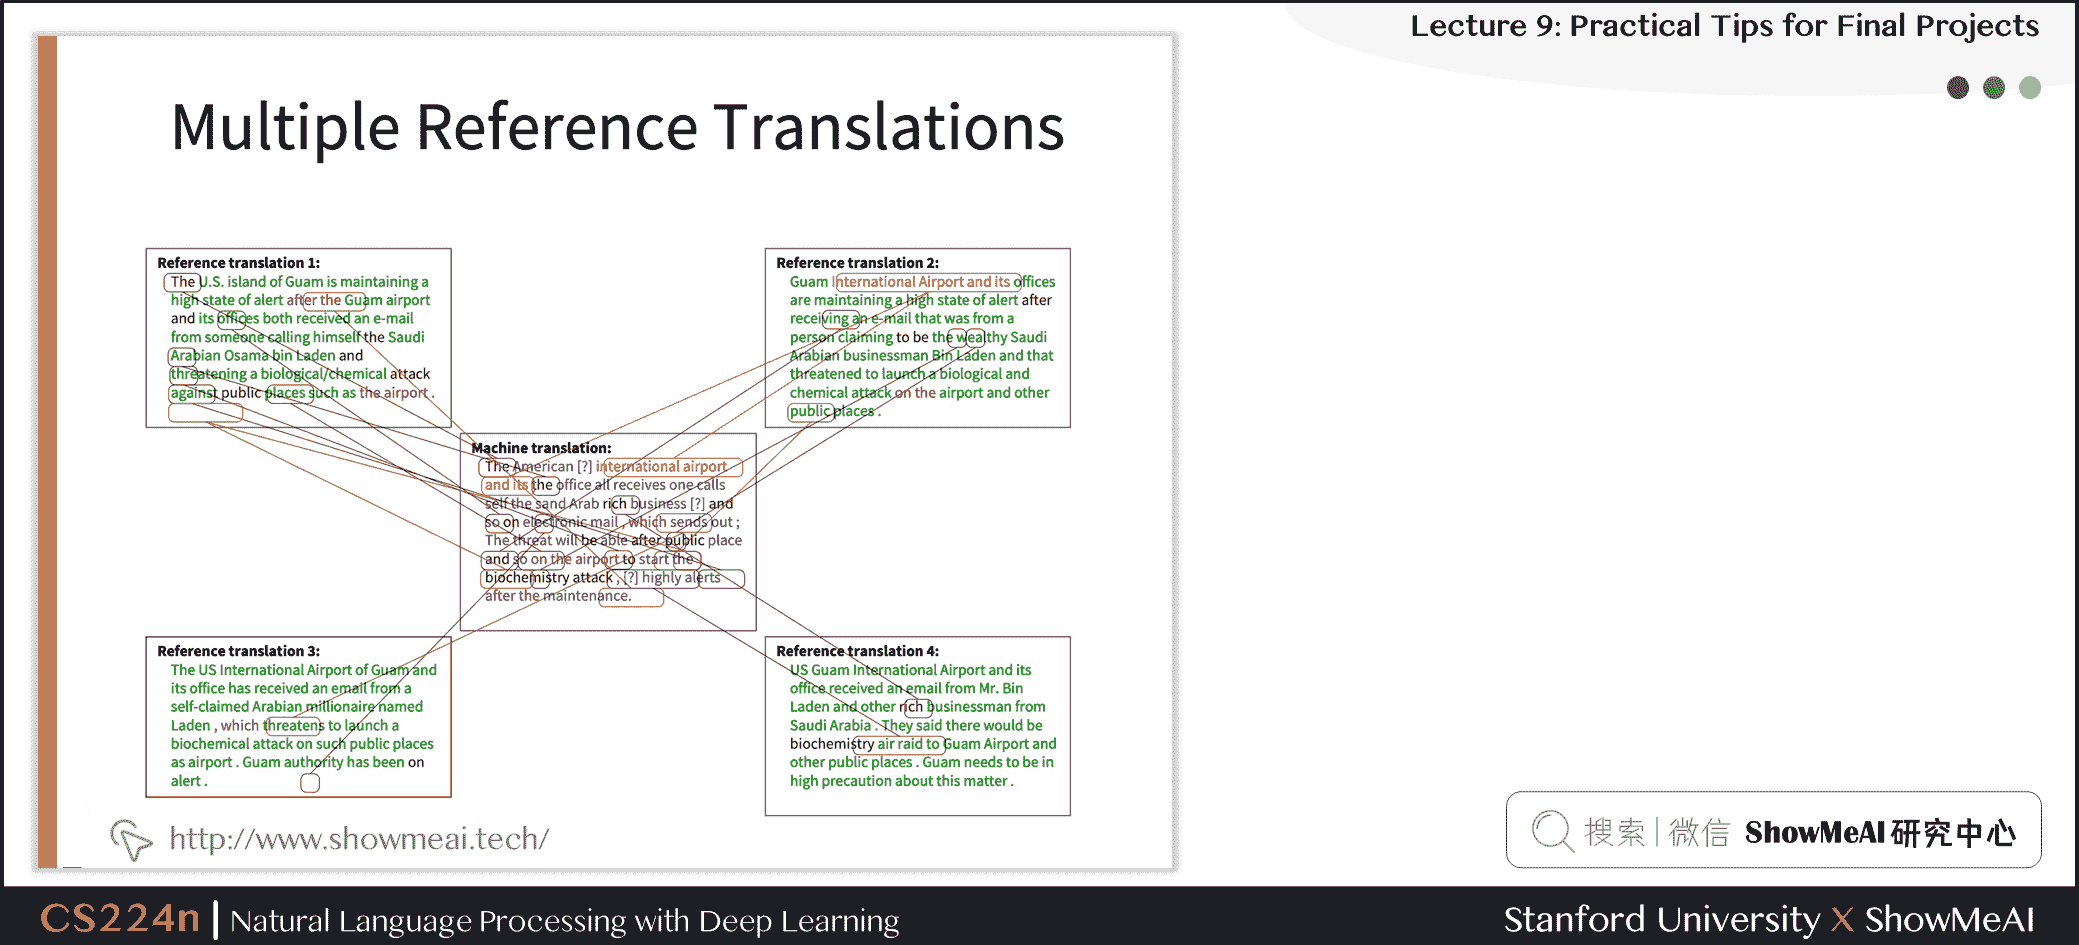 Lecture 9: Practical Tips for Final Projects
Multiple Reference Translations
Reference translation 1:
The U.S. island of Guam is maintaining a
high state of alert after the Guam airport
and its offices both received an e-mail
from someone calling himself the Saudi
Arabian Osama bin Laden and
threatening a biological/chemical attack
against public places such as the airport .
Reference translation 2:
Guam International Airport and its offices
are maintaining a high state of alert after
receiving an e-mail that was from a
person claiming to be the wealthy Saudi
Arabian businessman Bin Laden and that
threatened to launch a biological and
chemical attack on the airport and other
public places .
Machine translation:
The American [?] international airport
and its the office all receives one calls
self the sand Arab rich business [?] and
so on electronic mail , which sends out ;
The threat will be able after public place
and so on the airport to start the
biochemistry attack , [?] highly alerts
after the maintenance.
Reference translation 3:
The US International Airport of Guam and
its office has received an email from a
self-claimed Arabian millionaire named
Laden , which threatens to launch a
biochemical attack on such public places
as airport . Guam authority has been on
alert .
Reference translation 4:
US Guam International Airport and its
office received an email from Mr. Bin
Laden and other rich businessman from
Saudi Arabia . They said there would be
biochemistry air raid to Guam Airport and
other public places . Guam needs to be in
high precaution about this matter .
http://www.showmeai.tech/
搜索 | 微信 ShowMeAI 研究中心
CS224n | Natural Language Processing with Deep Learning
Stanford University X ShowMeAI